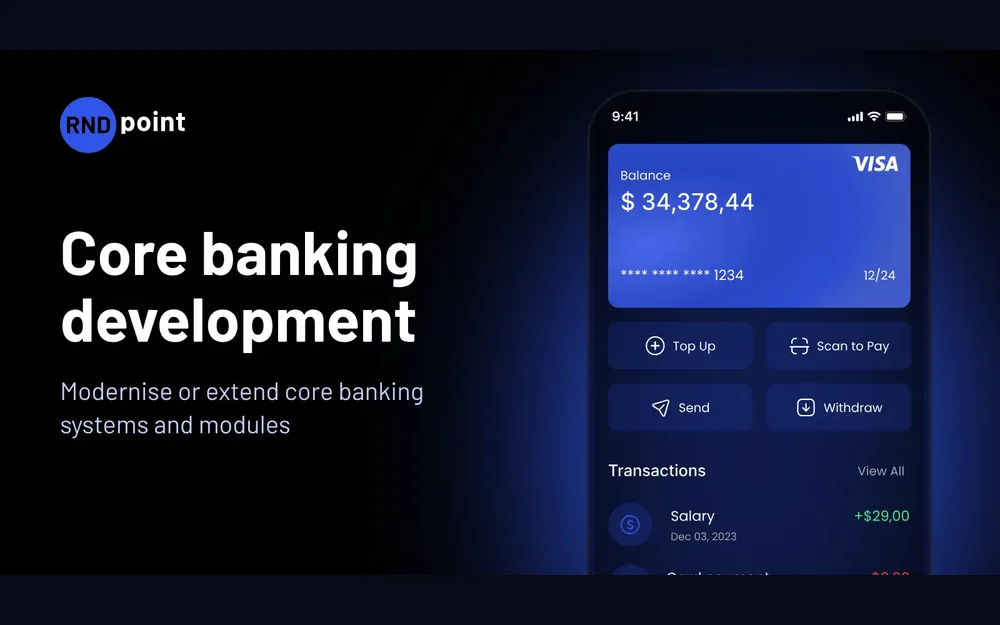 RND point
Core banking
development
Modernise or extend core banking
systems and modules
9:41
VISA
Balance
$ 34,378,44
**** **** **** 1234
12/24
Top Up
Scan to Pay
Send
Withdraw
Transactions
View All
Salary
+$29,00
Dec 03, 2023